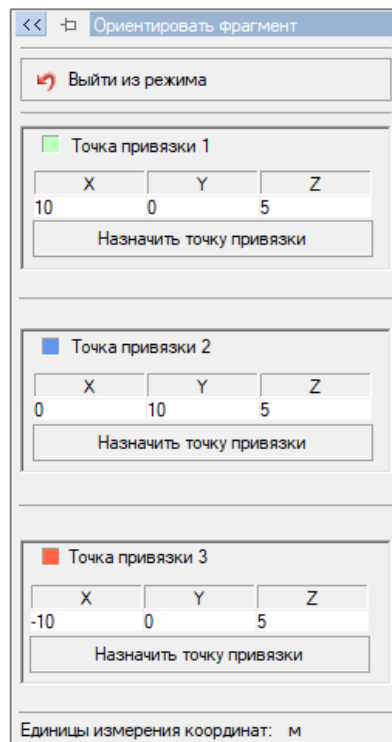 << Ориентировать фрагмент
Выйти из режима
Точка привязки 1
X Y Z
10 0 5
Назначить точку привязки
Точка привязки 2
X Y Z
0 10 5
Назначить точку привязки
Точка привязки 3
X Y Z
-10 0 5
Назначить точку привязки
Единицы измерения координат: м